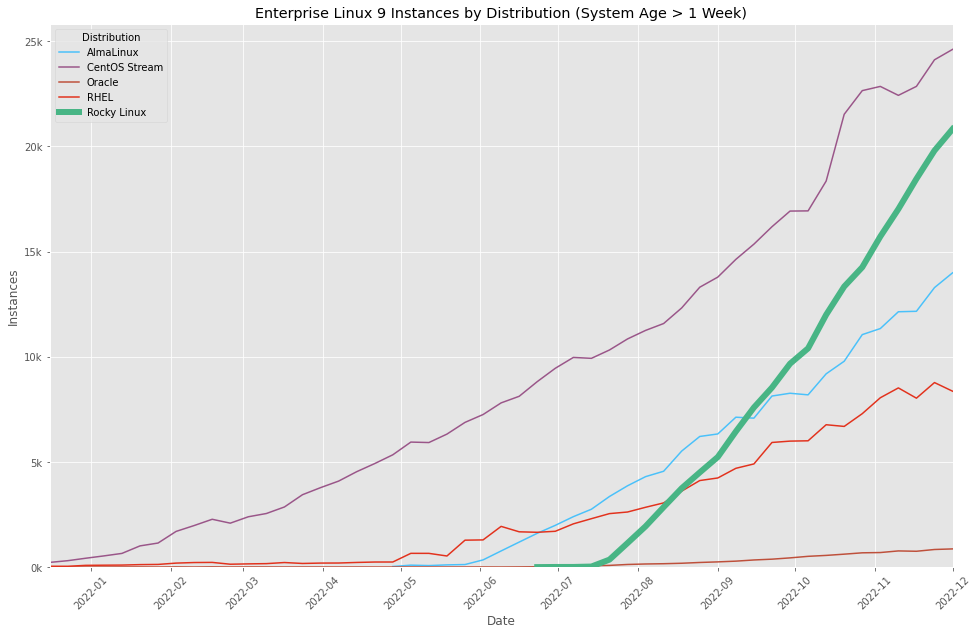 Enterprise Linux 9 Instances by Distribution (System Age > 1 Week)
Distribution
AlmaLinux
CentOS Stream
Oracle
RHEL
Rocky Linux
25k
20k
15k
10k
5k
0k
Instances
2022-01
2022-02
2022-03
2022-04
2022-05
2022-06
2022-07
2022-08
2022-09
2022-10
2022-11
2022-12
Date